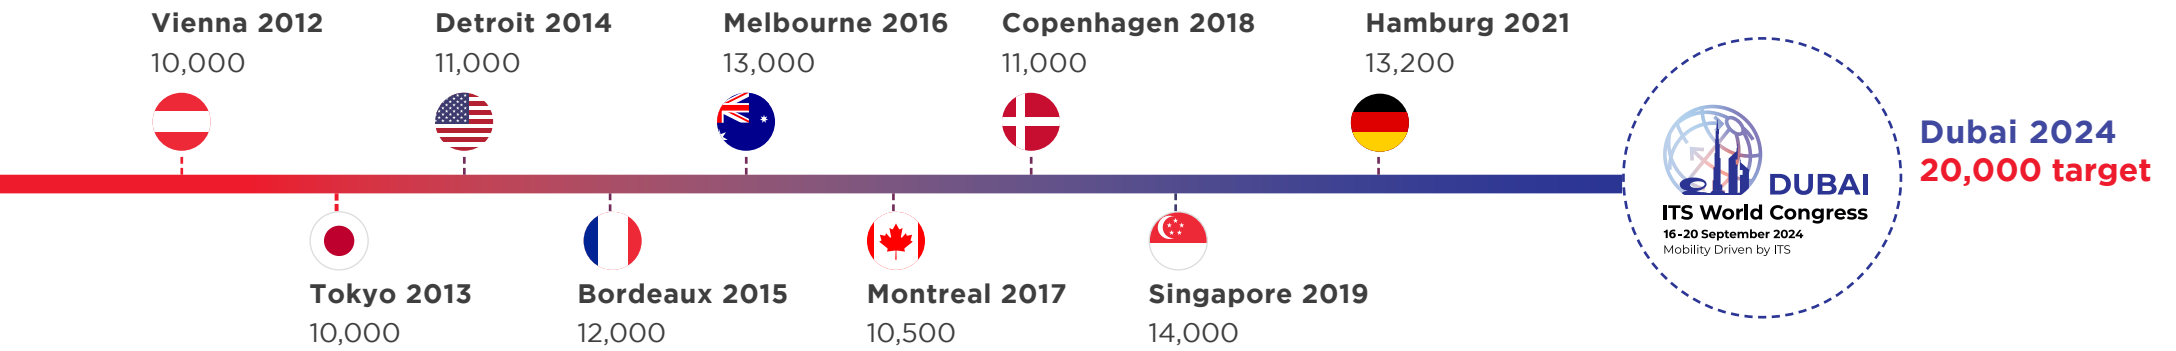 Vienna 2012
10,000
Detroit 2014
11,000
Melbourne 2016
13,000
Copenhagen 2018
11,000
Hamburg 2021
13,200
Dubai 2024
20,000 target
DUBAI
ITS World Congress
16-20 September 2024
Mobility Driven by ITS
Tokyo 2013
10,000
Bordeaux 2015
12,000
Montreal 2017
10,500
Singapore 2019
14,000